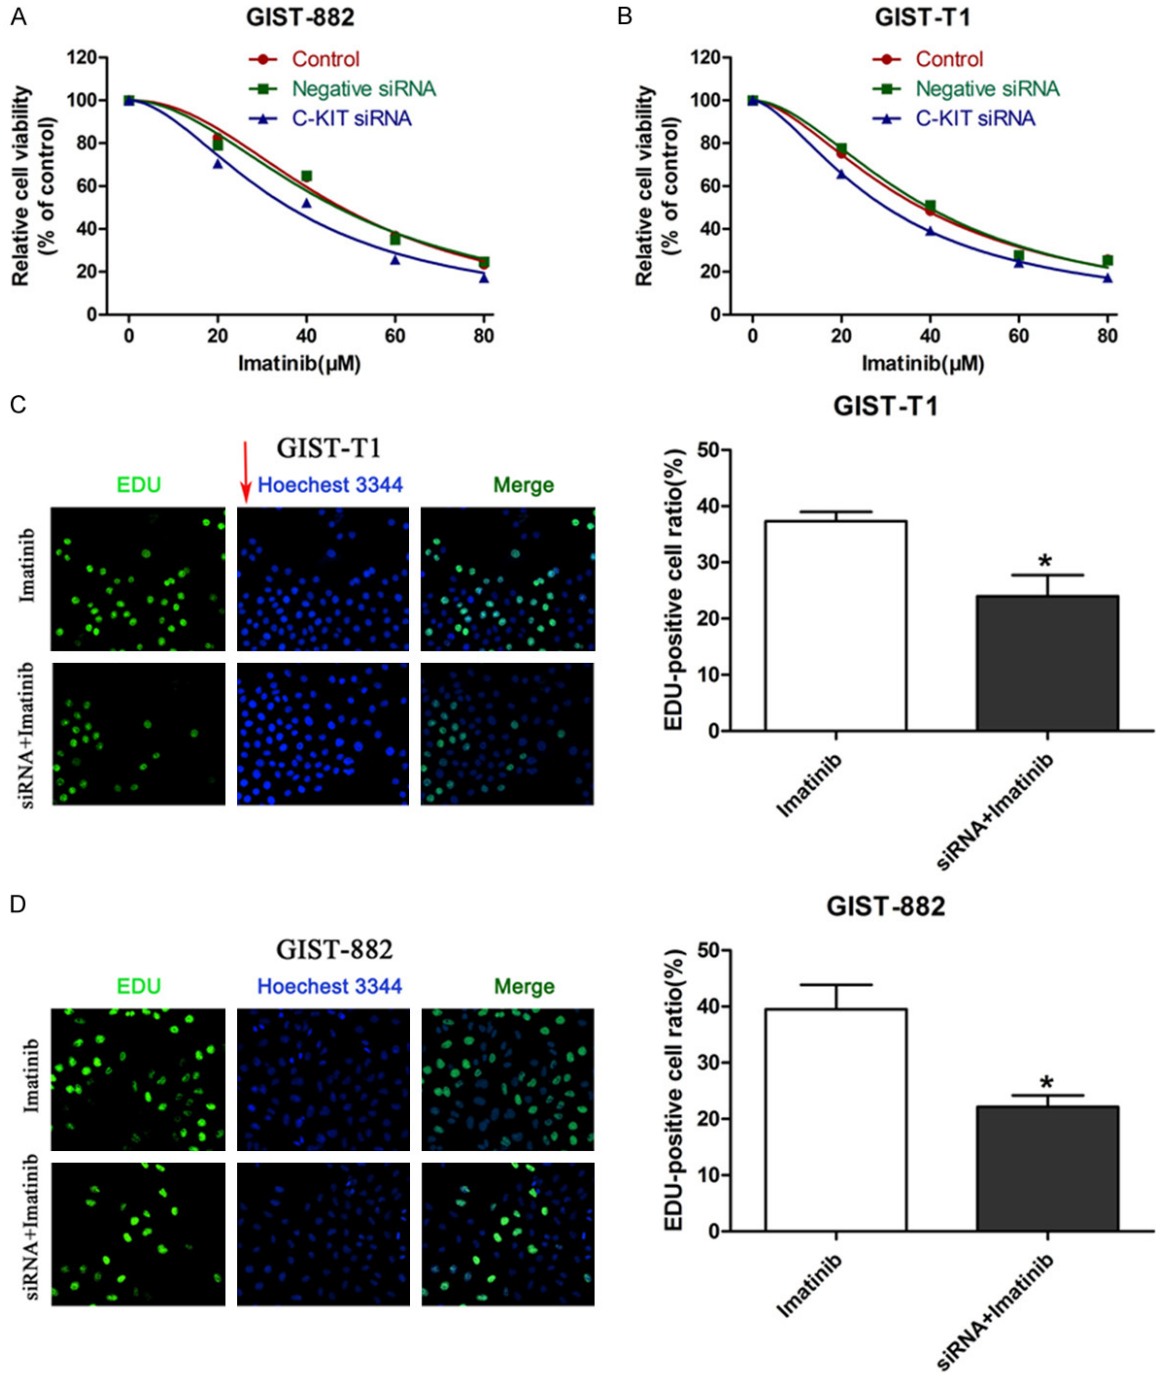 A
GIST-882
Control
Negative siRNA
C-KIT siRNA
Relative cell viability
(% of control)
120
100
80
60
40
20
0
0 20 40 60 80
Imatinib(µM)
B
GIST-T1
Control
Negative siRNA
C-KIT siRNA
Relative cell viability
(% of control)
120
100
80
60
40
20
0
0 20 40 60 80
Imatinib(µM)
C
GIST-T1
EDU Hoechest 3344 Merge
Imatinib
siRNA+Imatinib
GIST-T1
EDU-positive cell ratio(%)
50
40
30
20
10
0
*
Imatinib
siRNA+Imatinib
D
GIST-882
EDU Hoechest 3344 Merge
Imatinib
siRNA+Imatinib
GIST-882
EDU-positive cell ratio(%)
50
40
30
20
10
0
*
Imatinib
siRNA+Imatinib